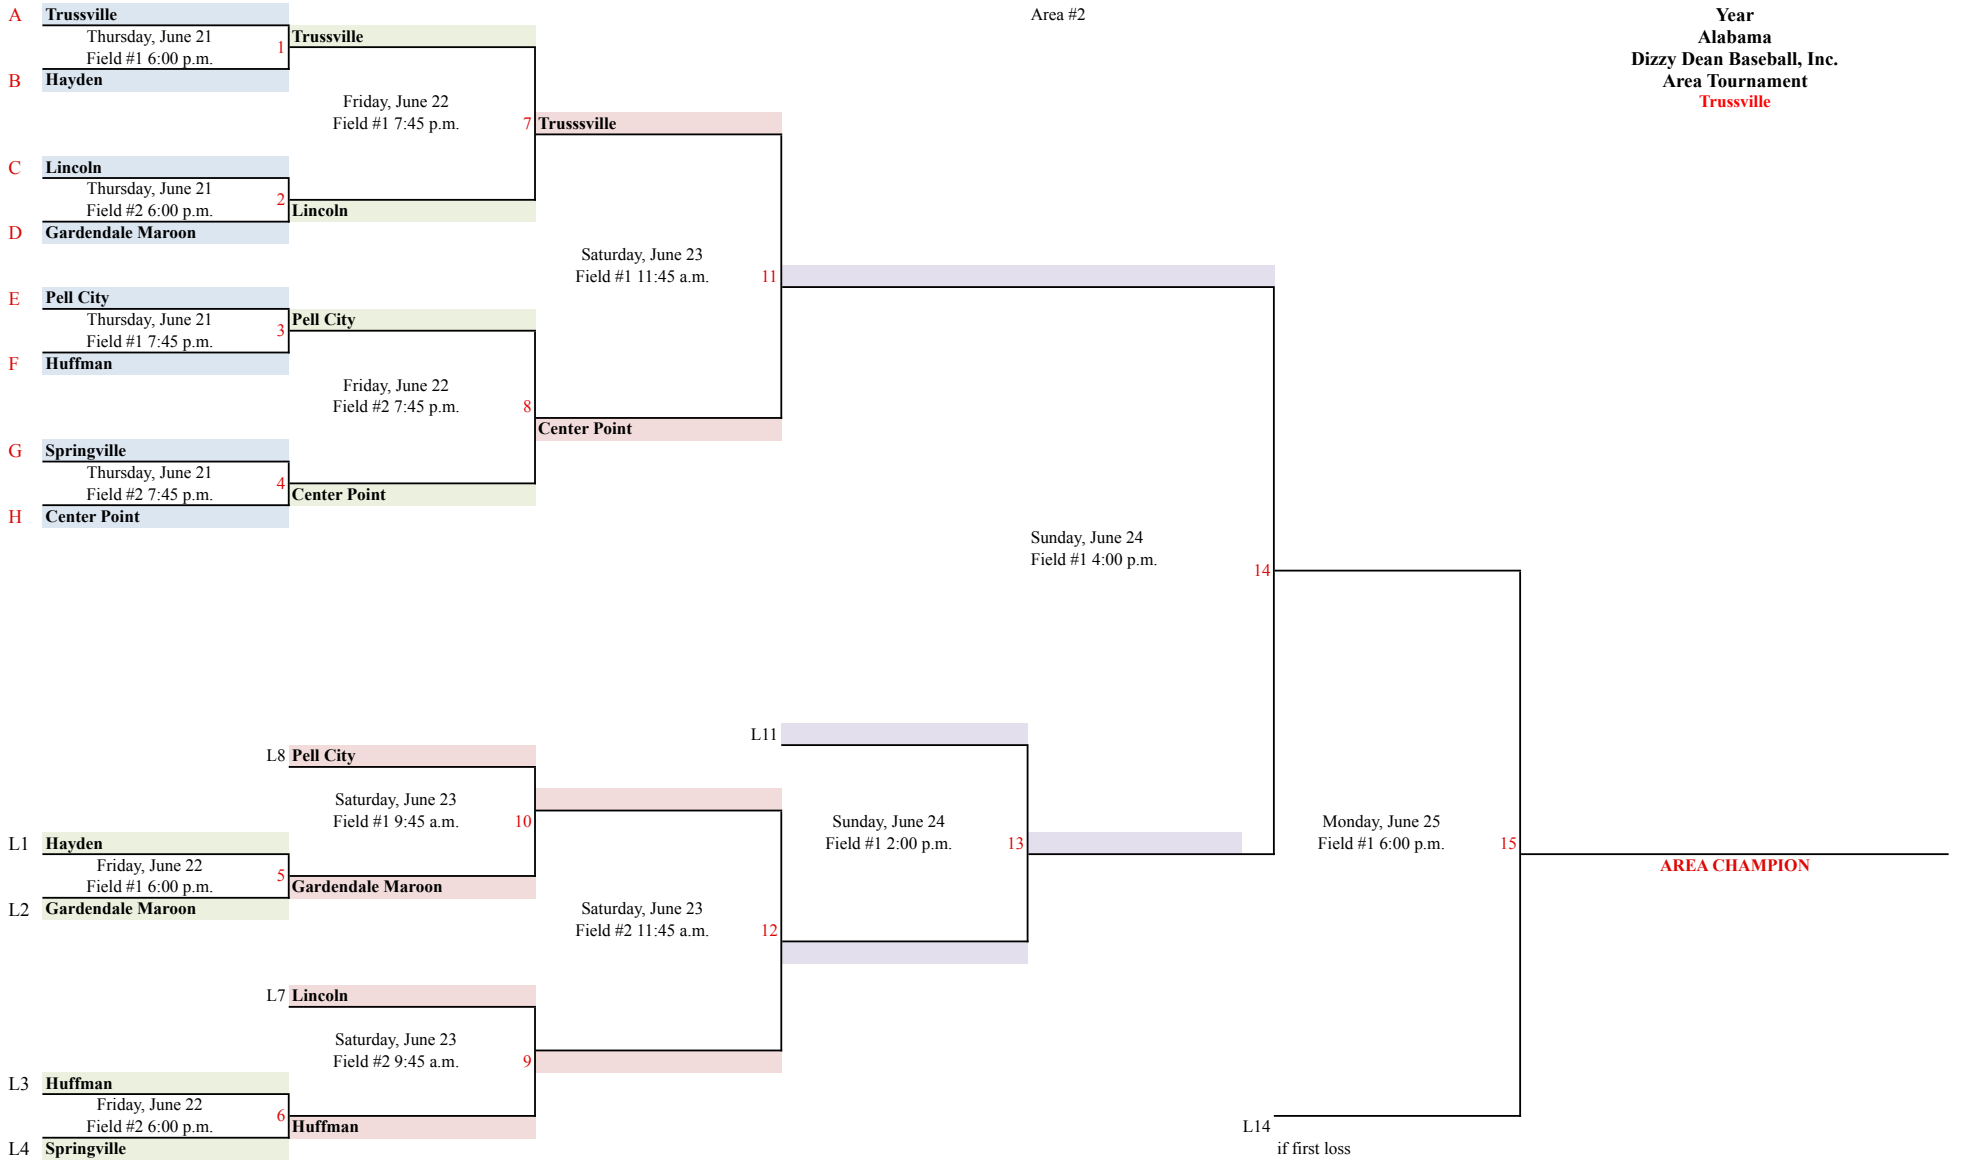 A Trussville
Area #2
Year
Thursday, June 21
Trussville
Alabama
1
Field #1 6:00 p.m.
Dizzy Dean Baseball, Inc.
B Hayden
Area Tournament
Friday, June 22
Trussville
Field #1 7:45 p.m.
7 Trusssville
C Lincoln
Thursday, June 21
2
Field #2 6:00 p.m.
Lincoln
D Gardendale Maroon
Saturday, June 23
Field #1 11:45 a.m.
11
E Pell City
Thursday, June 21
Pell City
3
Field #1 7:45 p.m.
F Huffman
Friday, June 22
Field #2 7:45 p.m.
8
Center Point
G Springville
Thursday, June 21
4
Field #2 7:45 p.m.
Center Point
H Center Point
Sunday, June 24
Field #1 4:00 p.m.
14
L11
L8 Pell City
Saturday, June 23
Field #1 9:45 a.m.
10
Sunday, June 24
Field #1 2:00 p.m.
13
Monday, June 25
Field #1 6:00 p.m.
15
L1 Hayden
Friday, June 22
5
Field #1 6:00 p.m.
Gardendale Maroon
AREA CHAMPION
L2 Gardendale Maroon
Saturday, June 23
Field #2 11:45 a.m.
12
L7 Lincoln
Saturday, June 23
Field #2 9:45 a.m.
9
L3 Huffman
Friday, June 22
6
Field #2 6:00 p.m.
Huffman
L14
L4 Springville
if first loss